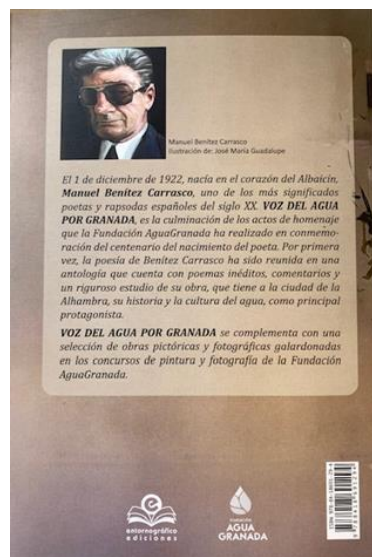 Manuel Benítez Carrasco
Ilustración de: José María Guadalupe
El 1 de diciembre de 1922, nacía en el corazón del Albaicín,
Manuel Benítez Carrasco, uno de los más significados
poetas y rapsodas españoles del siglo XX. VOZ DEL AGUA
POR GRANADA, es la culminación de los actos de homenaje
que la Fundación AguaGranada ha realizado en conmemo-
ración del centenario del nacimiento del poeta. Por primera
vez, la poesía de Benítez Carrasco ha sido reunida en una
antología que cuenta con poemas inéditos, comentarios y
un riguroso estudio de su obra, que tiene a la ciudad de la
Alhambra, su historia y la cultura del agua, como principal
protagonista.
VOZ DEL AGUA POR GRANADA se complementa con una
selección de obras pictóricas y fotográficas galardonadas
en los concursos de pintura y fotografía de la Fundación
AguaGranada.
entornográfico
ediciones
FUNDACIÓN
AGUA
GRANADA